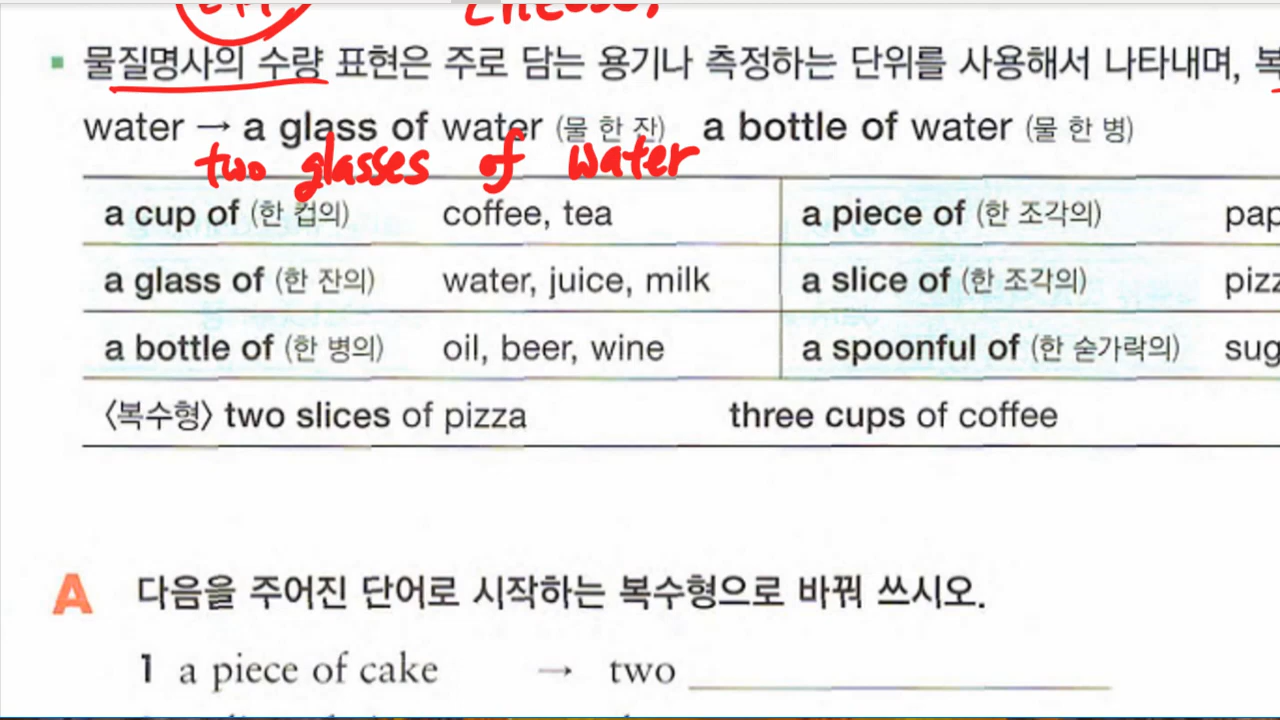 물질명사의 수량 표현은 주로 담는 용기나 측정하는 단위를 사용해서 나타내며,
water → a glass of water (물 한 잔) a bottle of water (물 한 병)
two glasses of water
a cup of (한 컵의) coffee, tea a piece of (한 조각의)
a glass of (한 잔의) water, juice, milk a slice of (한 조각의)
a bottle of (한 병의) oil, beer, wine a spoonful of (한 숟가락의)
〈복수형〉 two slices of pizza three cups of coffee
A 다음을 주어진 단어로 시작하는 복수형으로 바꿔 쓰시오.
1 a piece of cake → two